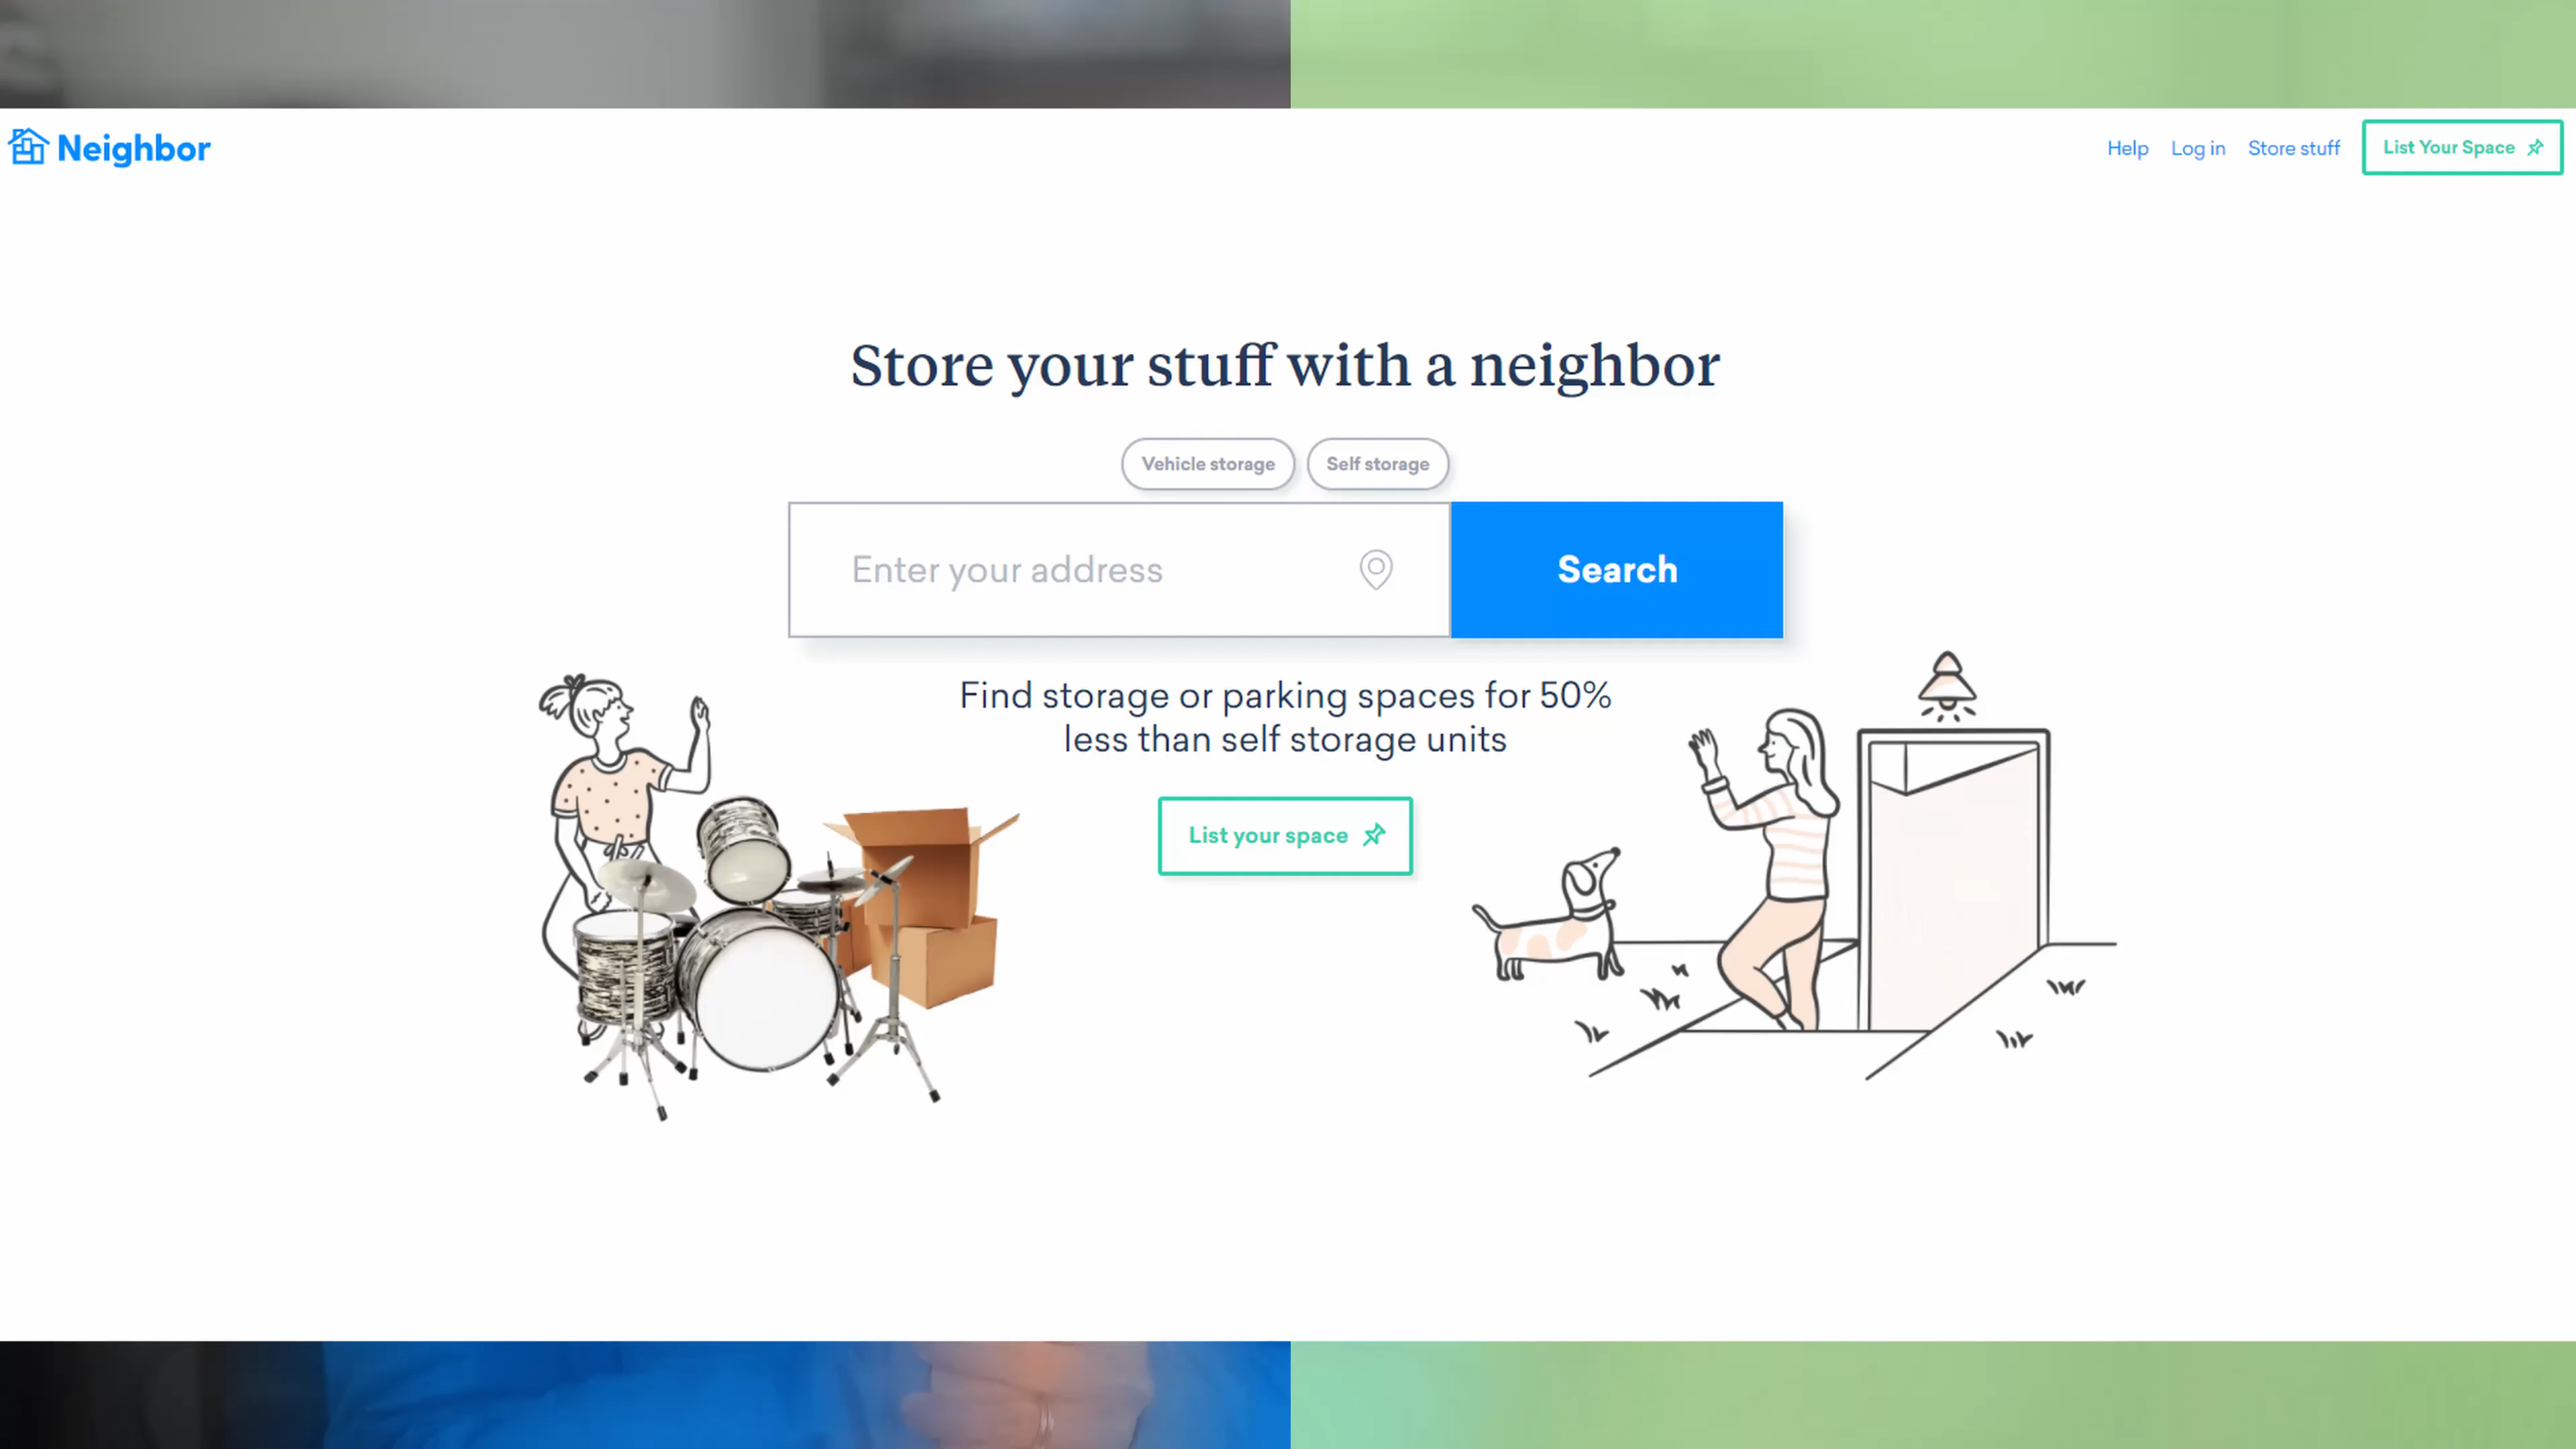 Neighbor
Help
Log in
Store stuff
List Your Space
Store your stuff with a neighbor
Vehicle storage
Self storage
Enter your address
Search
Find storage or parking spaces for 50%
less than self storage units
List your space